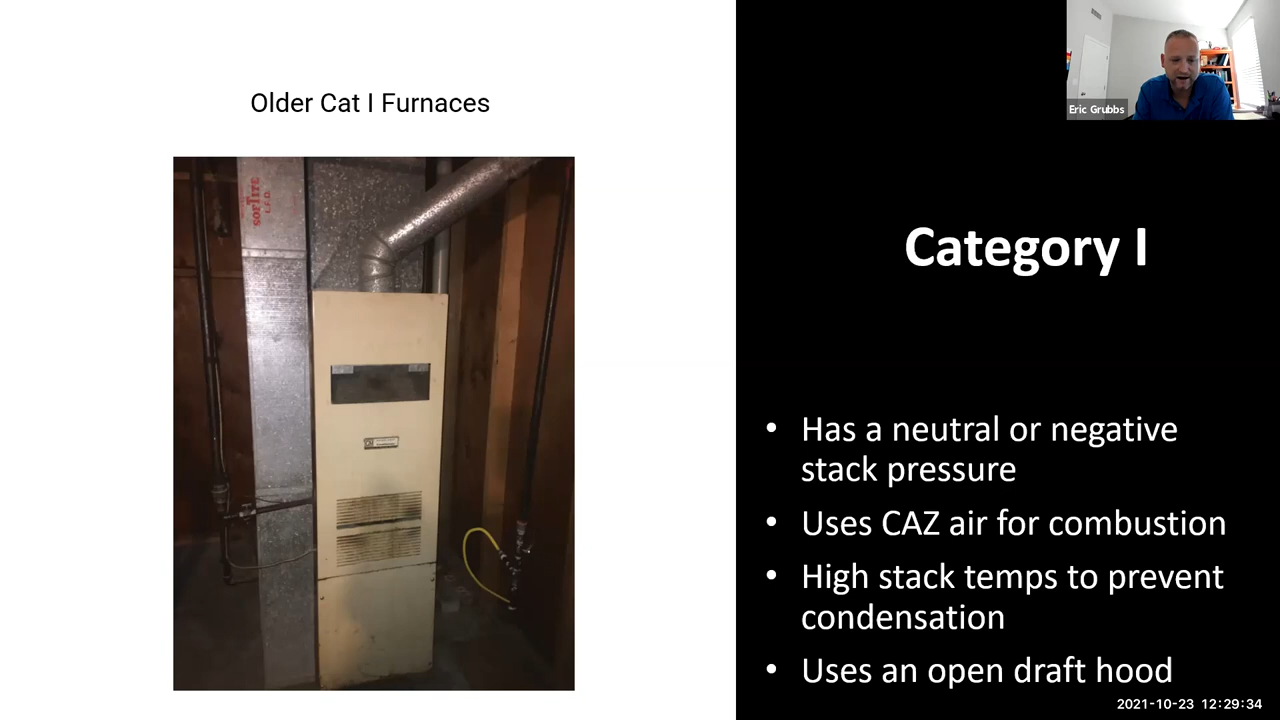 Older Cat I Furnaces
SOFTITE
L.F.D.
Eric Grubbs
Category I
• Has a neutral or negative
stack pressure
• Uses CAZ air for combustion
• High stack temps to prevent
condensation
• Uses an open draft hood
2021-10-23 12:29:34